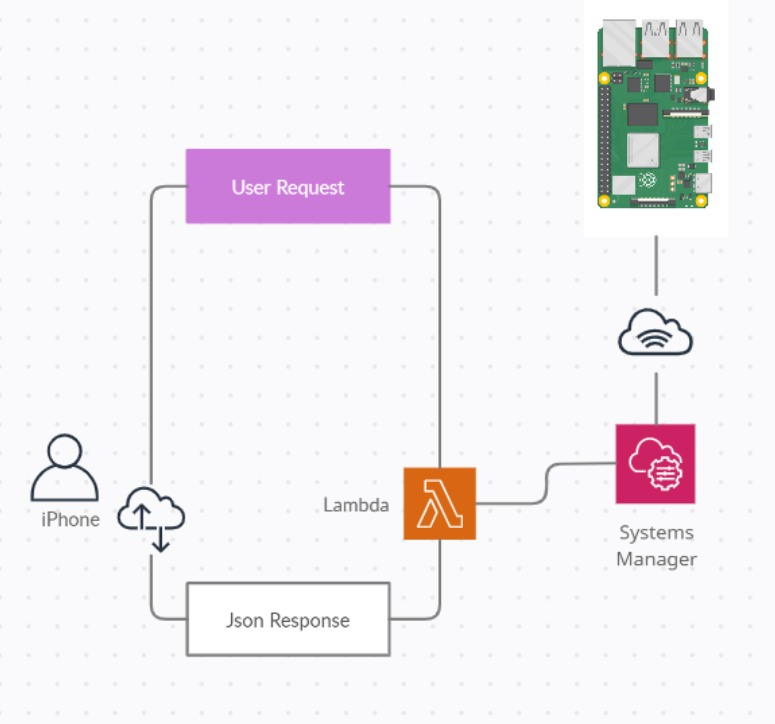 User Request
iPhone
Lambda
Json Response
Systems
Manager